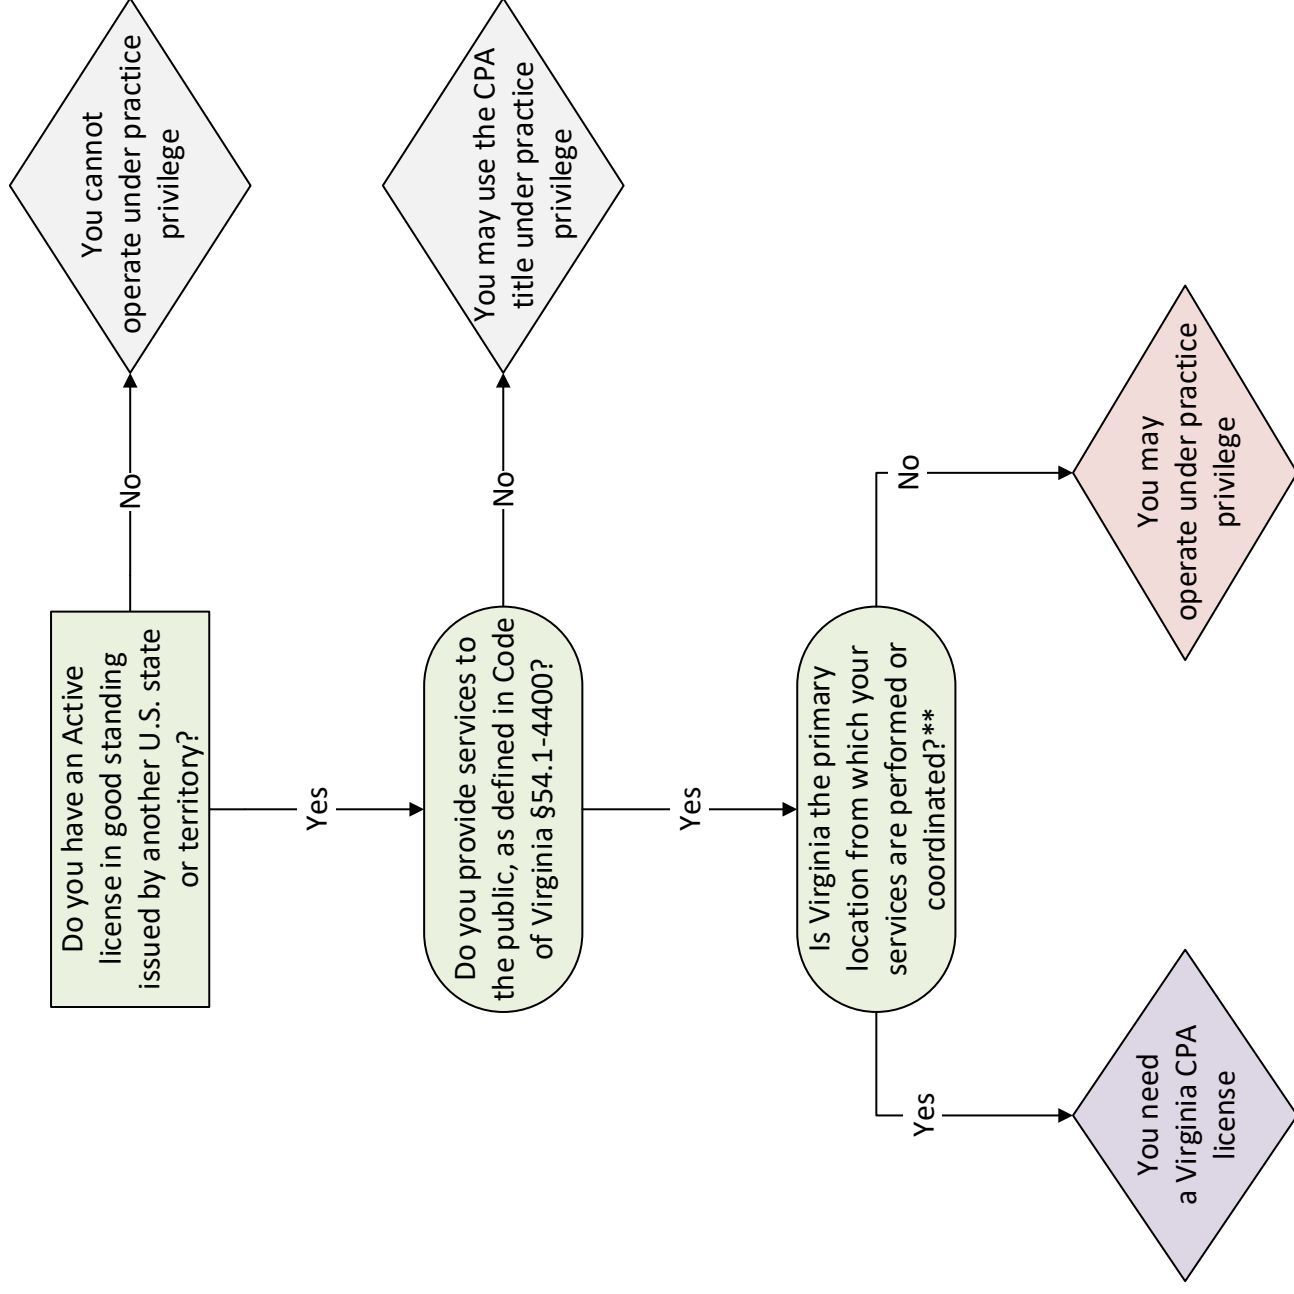 Do you have an Active
license in good standing
issued by another U.S. state
or territory?
No
You cannot
operate under practice
privilege
Yes
Do you provide services to
the public, as defined in Code
of Virginia §54.1-4400?
No
You may use the CPA
title under practice
privilege
Yes
Is Virginia the primary
location from which your
services are performed or
coordinated?**
Yes
You need
a Virginia CPA
license
No
You may
operate under practice
privilege